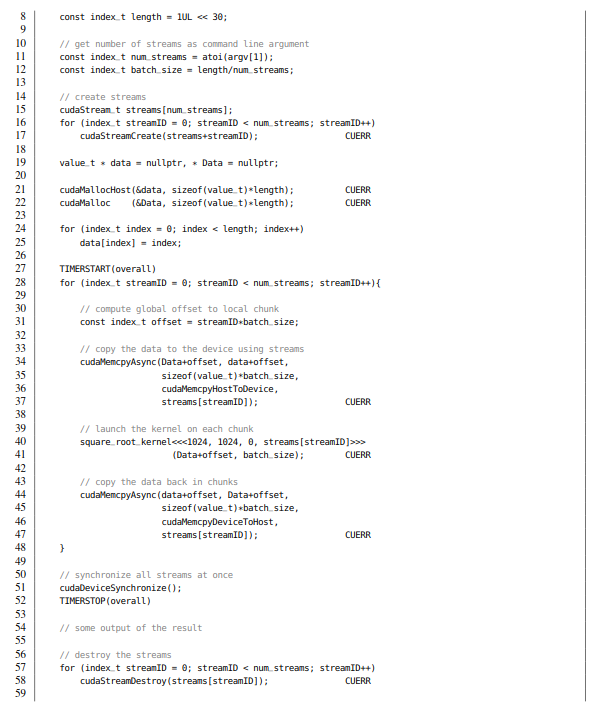 8 const index_t length = 1UL << 30;
9
10 // get number of streams as command line argument
11 const index_t num_streams = atoi(argv[1]);
12 const index_t batch_size = length/num_streams;
13
14 // create streams
15 cudaStream_t streams[num_streams];
16 for (index_t streamID = 0; streamID < num_streams; streamID++)
17 cudaStreamCreate(streams+streamID); CUERR
18
19 value_t * data = nullptr, * Data = nullptr;
20
21 cudaMallocHost(&data, sizeof(value_t)*length); CUERR
22 cudaMalloc (&Data, sizeof(value_t)*length); CUERR
23
24 for (index_t index = 0; index < length; index++)
25 data[index] = index;
26
27 TIMERSTART(overall)
28 for (index_t streamID = 0; streamID < num_streams; streamID++){
29
30 // compute global offset to local chunk
31 const index_t offset = streamID*batch_size;
32
33 // copy the data to the device using streams
34 cudaMemcpyAsync(Data+offset, data+offset,
35 sizeof(value_t)*batch_size,
36 cudaMemcpyHostToDevice,
37 streams[streamID]); CUERR
38
39 // launch the kernel on each chunk
40 square_root_kernel<<<1024, 1024, 0, streams[streamID]>>>
41 (Data+offset, batch_size); CUERR
42
43 // copy the data back in chunks
44 cudaMemcpyAsync(data+offset, Data+offset,
45 sizeof(value_t)*batch_size,
46 cudaMemcpyDeviceToHost,
47 streams[streamID]); CUERR
48 }
49
50 // synchronize all streams at once
51 cudaDeviceSynchronize();
52 TIMERSTOP(overall)
53
54 // some output of the result
55
56 // destroy the streams
57 for (index_t streamID = 0; streamID < num_streams; streamID++)
58 cudaStreamDestroy(streams[streamID]); CUERR
59